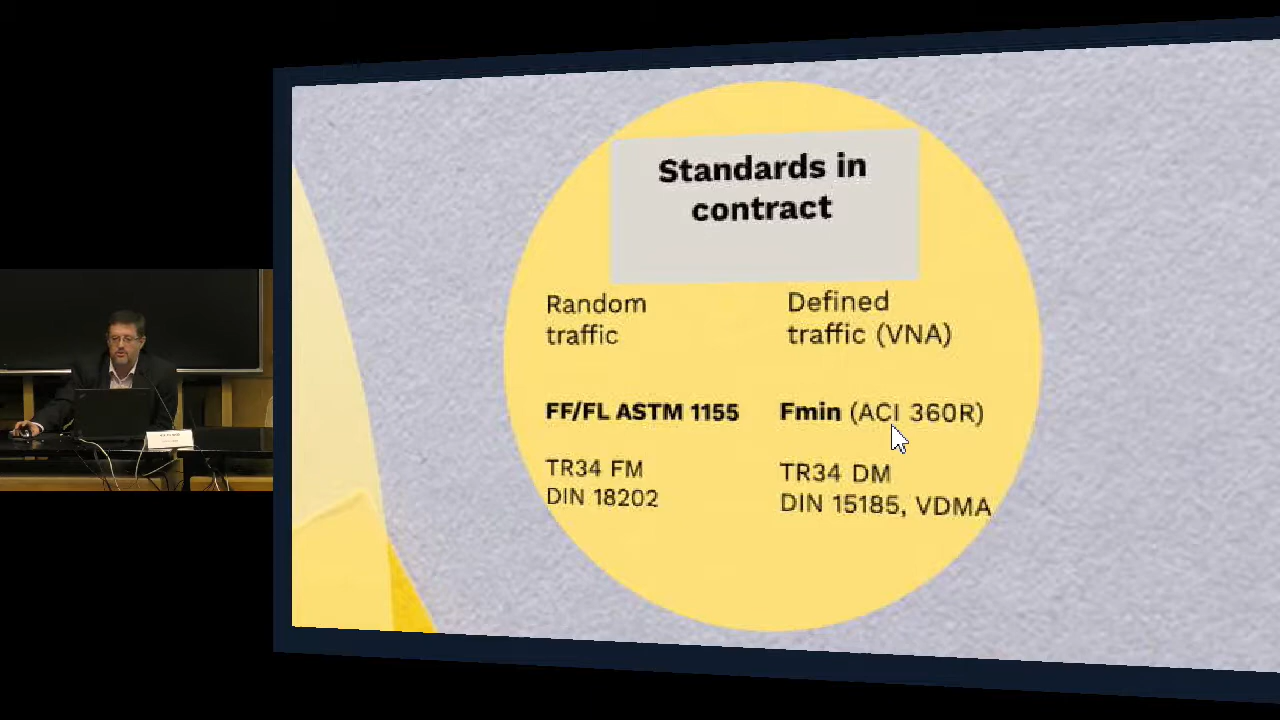 Standards in
contract
Random
traffic
Defined
traffic (VNA)
FF/FL ASTM 1155
Fmin (ACI 360R)
TR34 FM
DIN 18202
TR34 DM
DIN 15185, VDMA